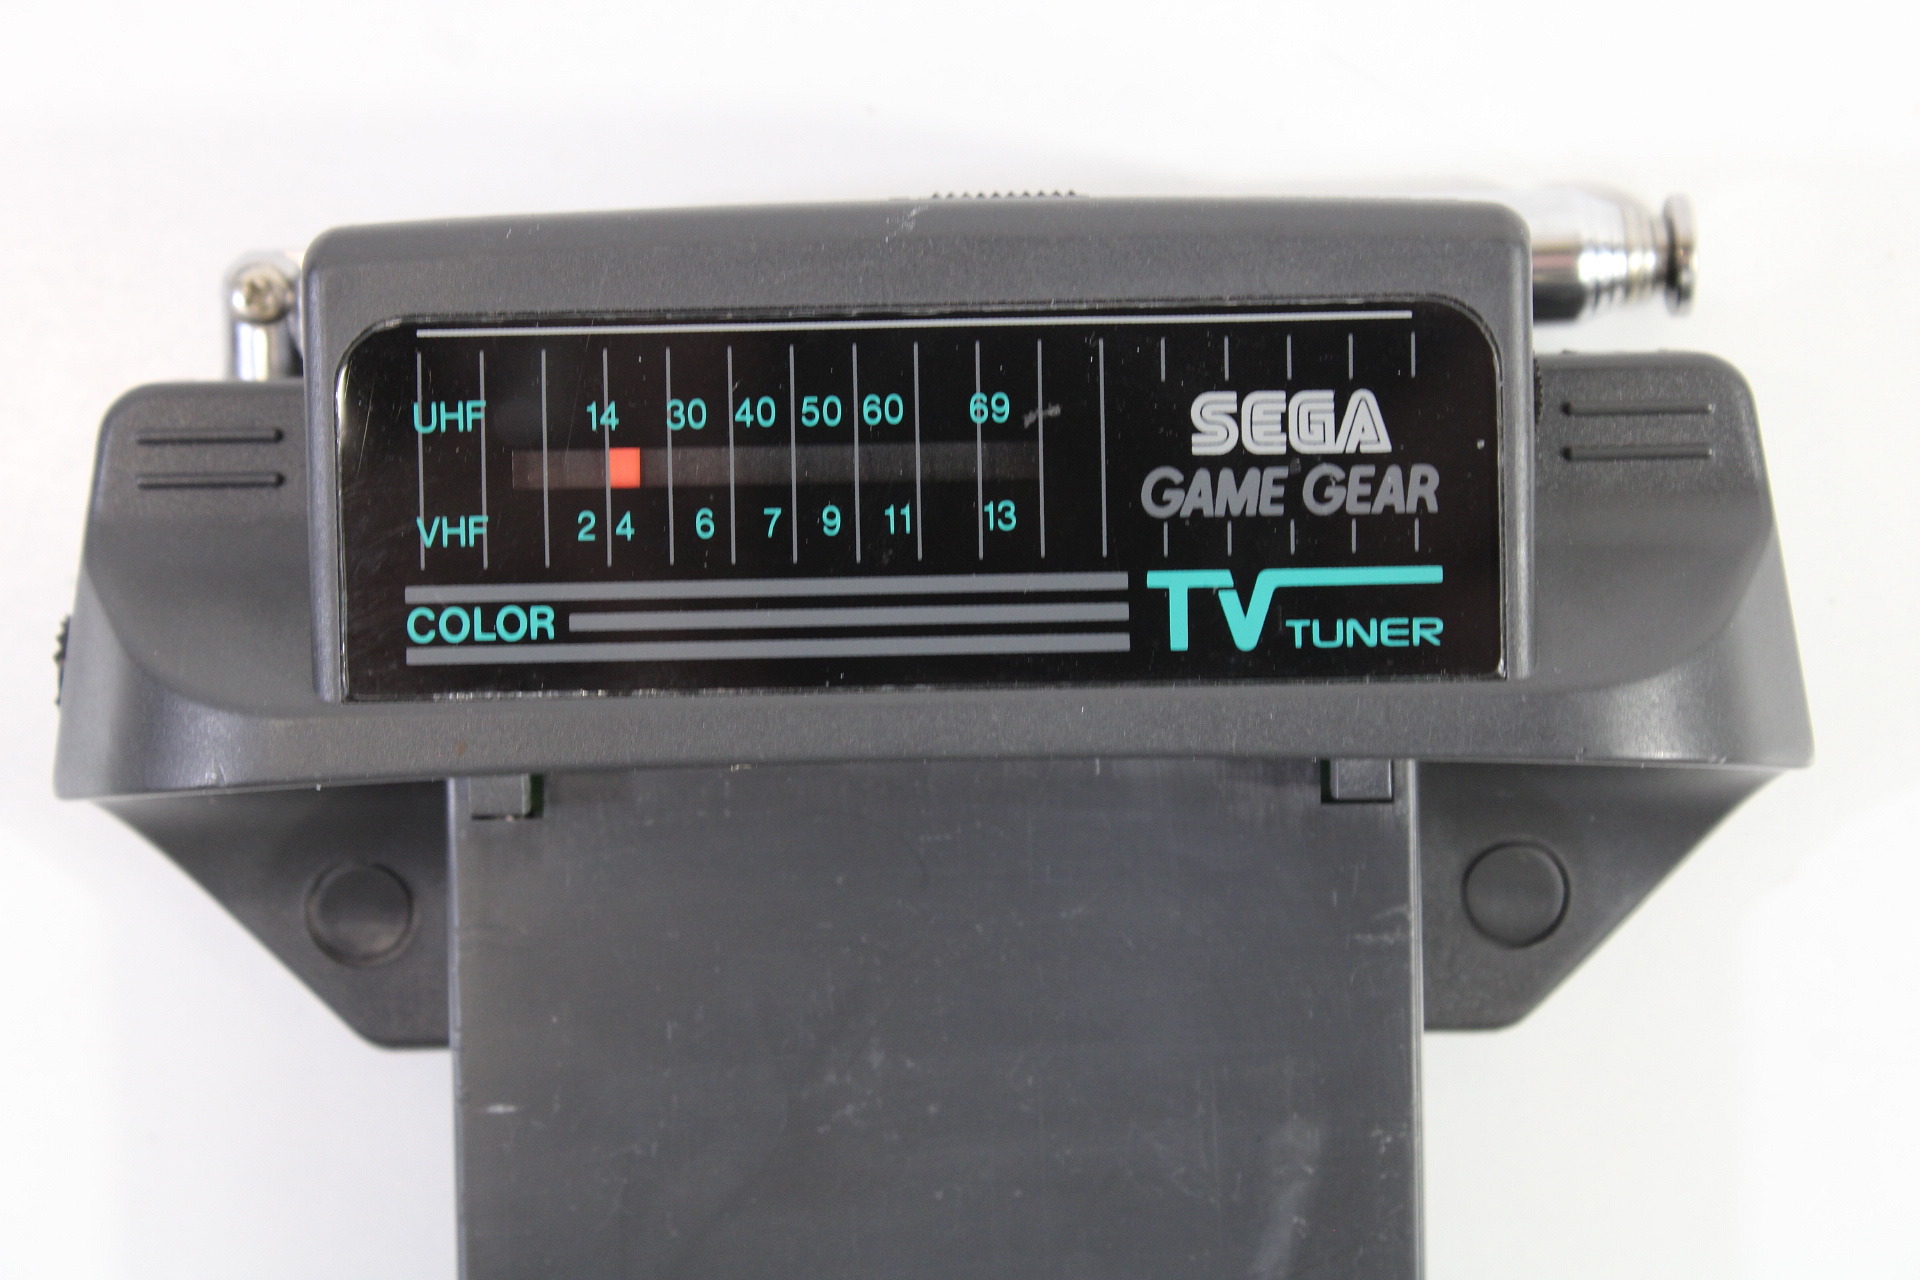 UHF 14 30 40 50 60 69
VHF 2 4 6 7 9 11 13
COLOR
SEGA
GAME GEAR
TV TUNER